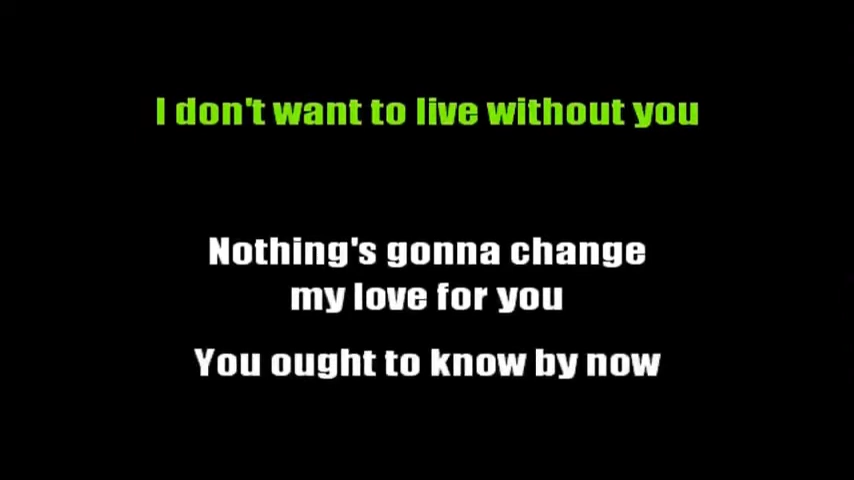 I don't want to live without you
Nothing's gonna change
my love for you
You ought to know by now